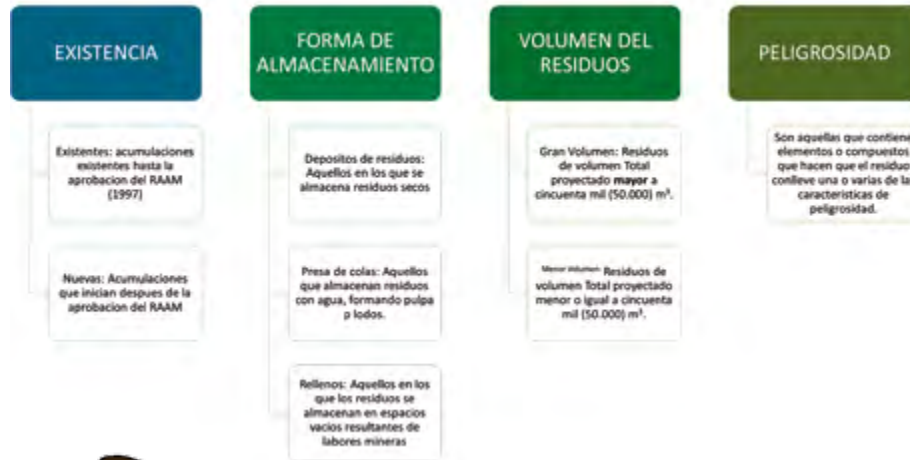 EXISTENCIA
Existentes: acumulaciones
existentes hasta la
aprobacion del RAAM
(1997)
Nuevas: Acumulaciones
que inician despues de la
aprobacion del RAAM
FORMA DE
ALMACENAMIENTO
Depositos de residuos:
Aquellos en los que se
almacena residuos secos
Presa de colas: Aquellos
que almacenan residuos
con agua, formando pulpa
o lodos.
Rellenos: Aquellos en los
que los residuos se
almacenan en espacios
vacios resultantes de
labores mineras
VOLUMEN DEL
RESIDUOS
Gran Volumen: Residuos
de volumen Total
proyectado mayor a
cincuenta mil (50.000) m³.
Menor Volumen: Residuos de
volumen Total proyectado
menor o igual a cincuenta
mil (50.000) m³.
PELIGROSIDAD
Son aquellas que contiene
elementos o compuestos
que hacen que el residuo
conlleve una o varias de la
caracteristicas de
peligrosidad.